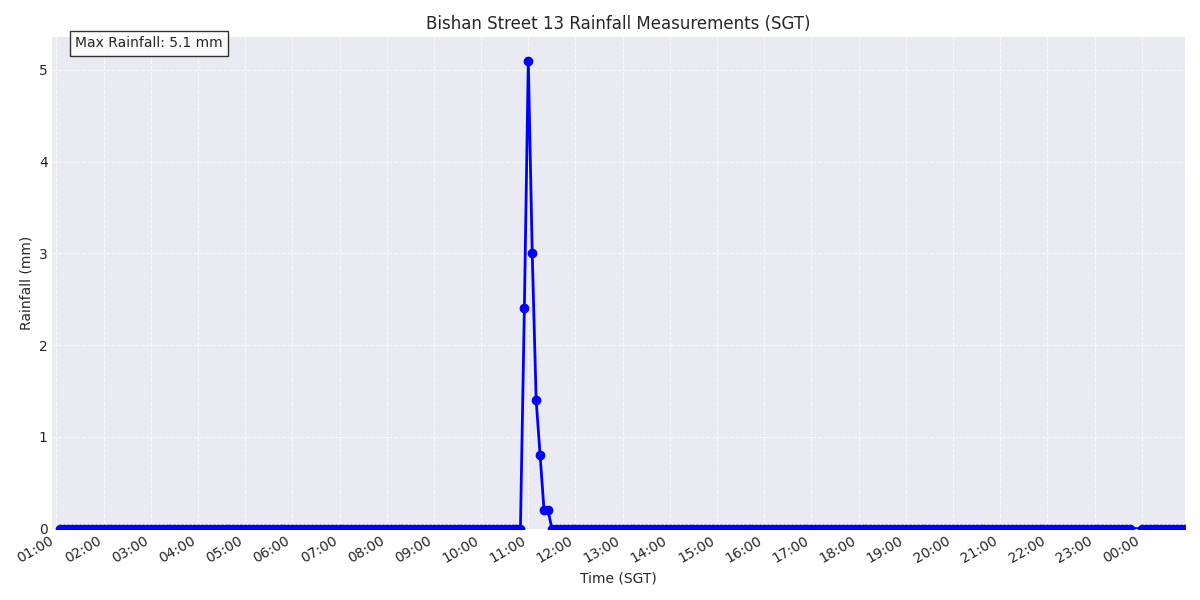 Bishan Street 13 Rainfall Measurements (SGT)
Max Rainfall: 5.1 mm
5
4
3
2
1
0
Rainfall (mm)
01:00 02:00 03:00 04:00 05:00 06:00 07:00 08:00 09:00 10:00 11:00 12:00 13:00 14:00 15:00 16:00 17:00 18:00 19:00 20:00 21:00 22:00 23:00 00:00
Time (SGT)